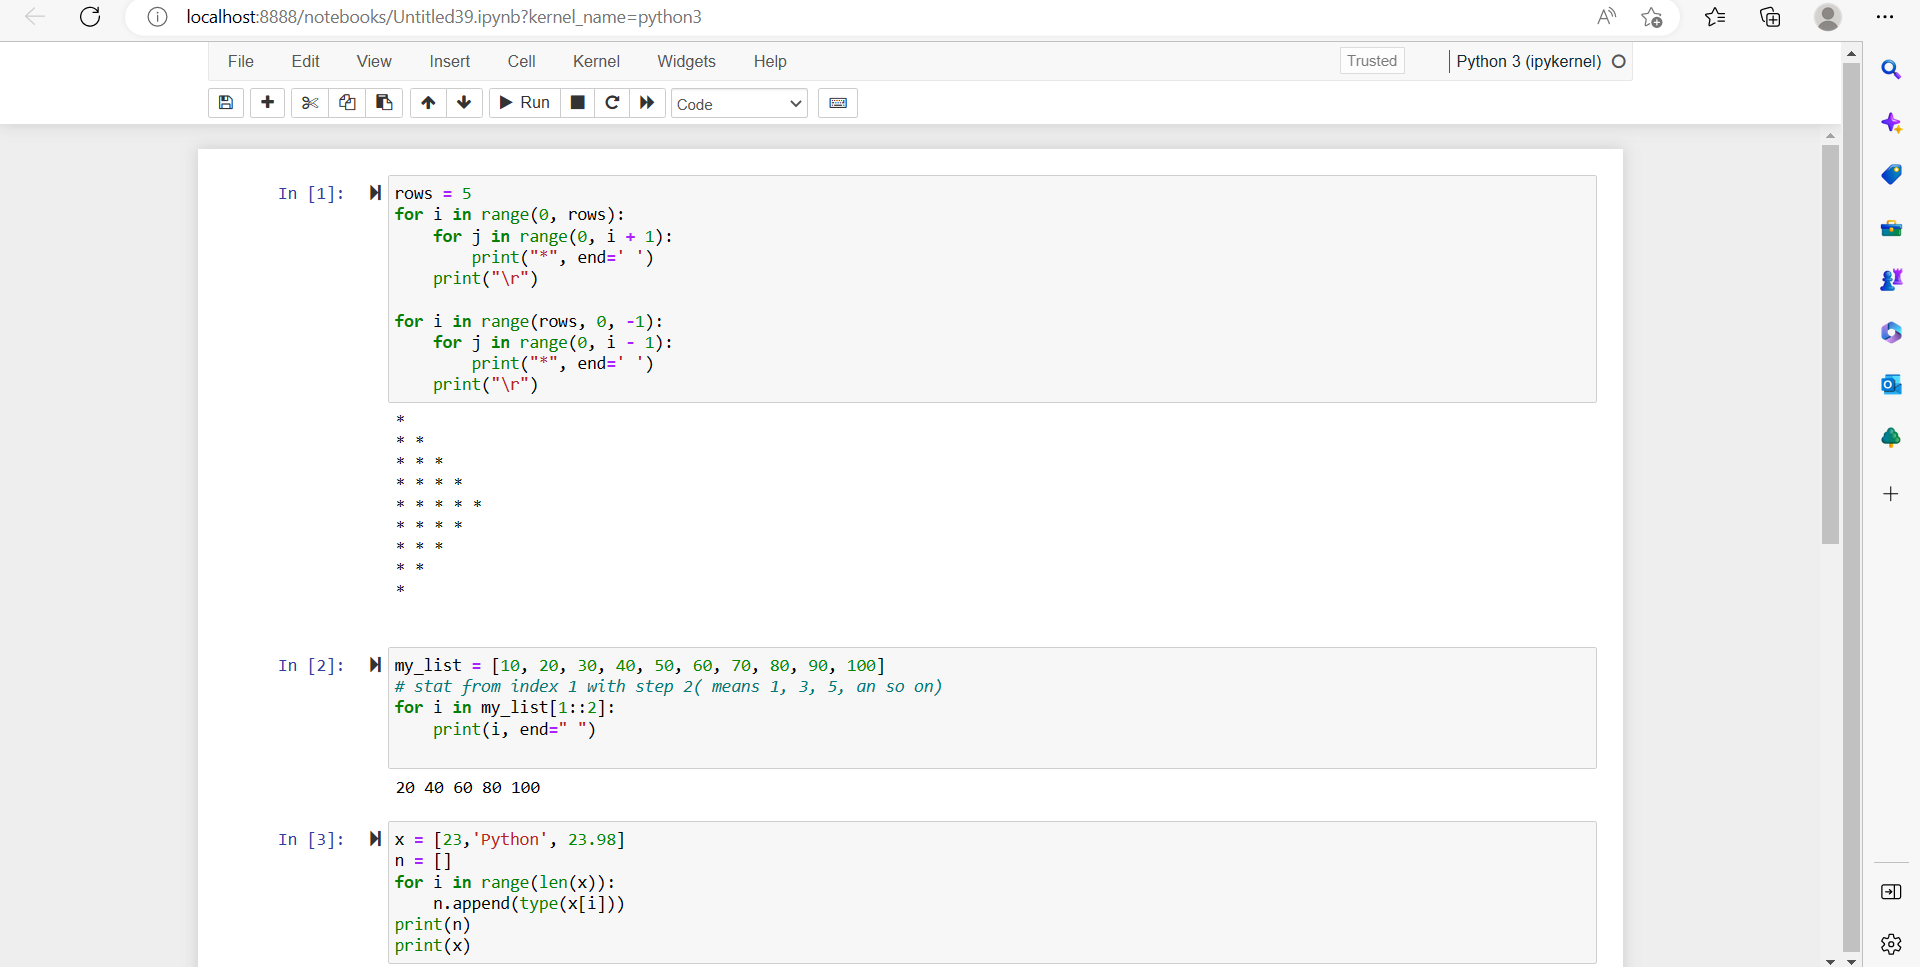 localhost:8888/notebooks/Untitled39.ipynb?kernel_name=python3
File Edit View Insert Cell Kernel Widgets Help Trusted Python 3 (ipykernel)
Run Code
In [1]:
rows = 5
for i in range(0, rows):
    for j in range(0, i + 1):
        print("*", end=' ')
    print("\r")

for i in range(rows, 0, -1):
    for j in range(0, i - 1):
        print("*", end=' ')
    print("\r")
*
* *
* * *
* * * *
* * * * *
* * * *
* * *
* *
*
In [2]:
my_list = [10, 20, 30, 40, 50, 60, 70, 80, 90, 100]
# stat from index 1 with step 2( means 1, 3, 5, an so on)
for i in my_list[1::2]:
    print(i, end=" ")
20 40 60 80 100
In [3]:
x = [23,'Python', 23.98]
n = []
for i in range(len(x)):
    n.append(type(x[i]))
print(n)
print(x)